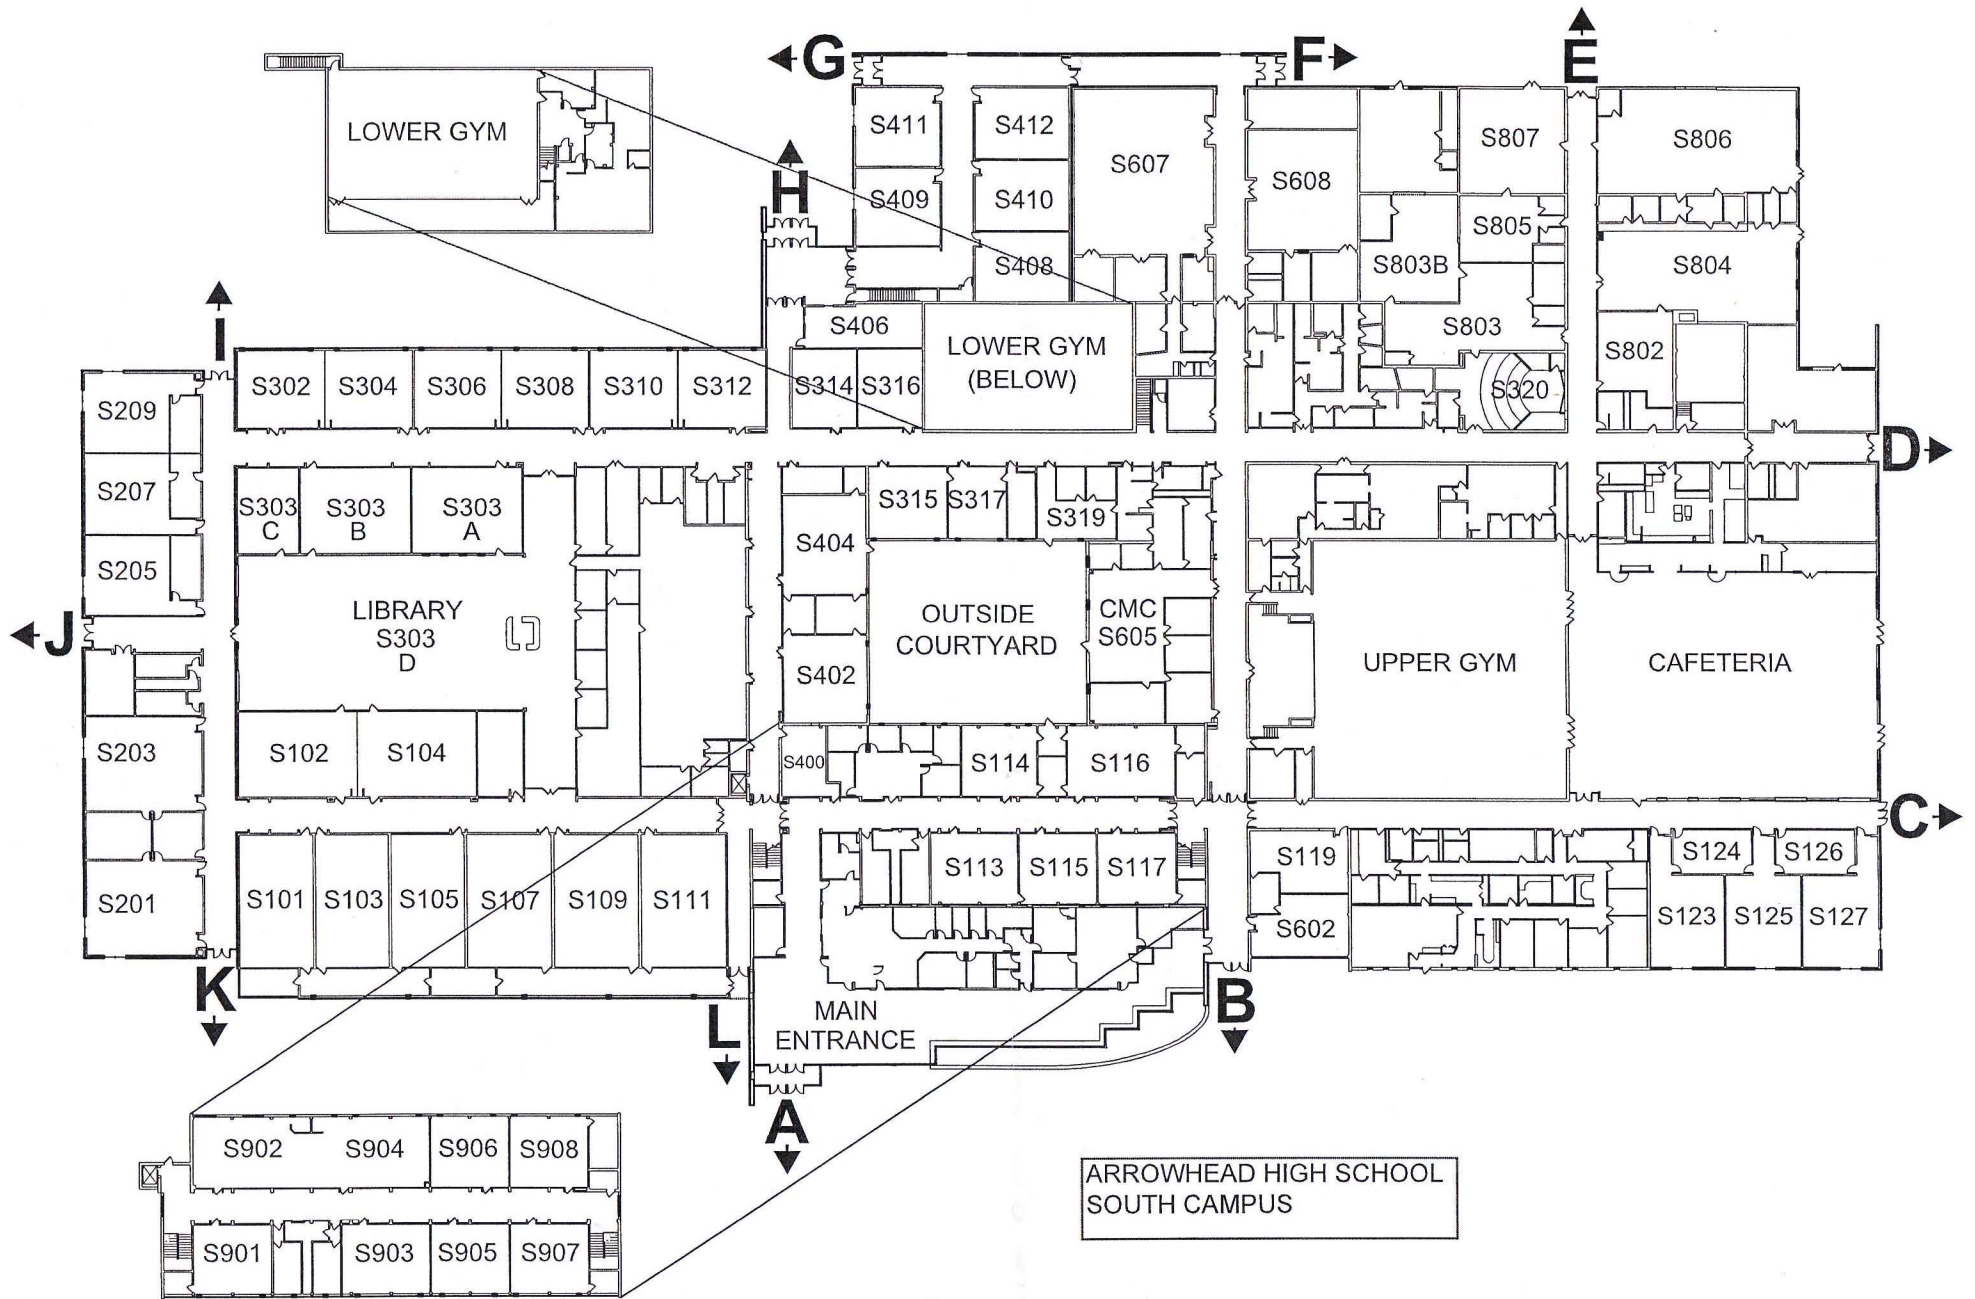 G
F
E
LOWER GYM
S411
S412
S607
S807
S806
S608
H
S409
S410
S805
S408
S803B
S804
I
S406
S803
LOWER GYM
(BELOW)
S802
S302
S304
S306
S308
S310
S312
S314
S316
S320
S209
D
S207
S303
C
S303
B
S303
A
S315
S317
S319
S404
S205
LIBRARY
S303
D
OUTSIDE
COURTYARD
CMC
S605
J
S402
UPPER GYM
CAFETERIA
S203
S102
S104
S400
S114
S116
C
S101
S103
S105
S107
S109
S111
S113
S115
S117
S119
S124
S126
S201
S602
S123
S125
S127
K
L
MAIN
ENTRANCE
B
A
S902
S904
S906
S908
S901
S903
S905
S907
ARROWHEAD HIGH SCHOOL
SOUTH CAMPUS